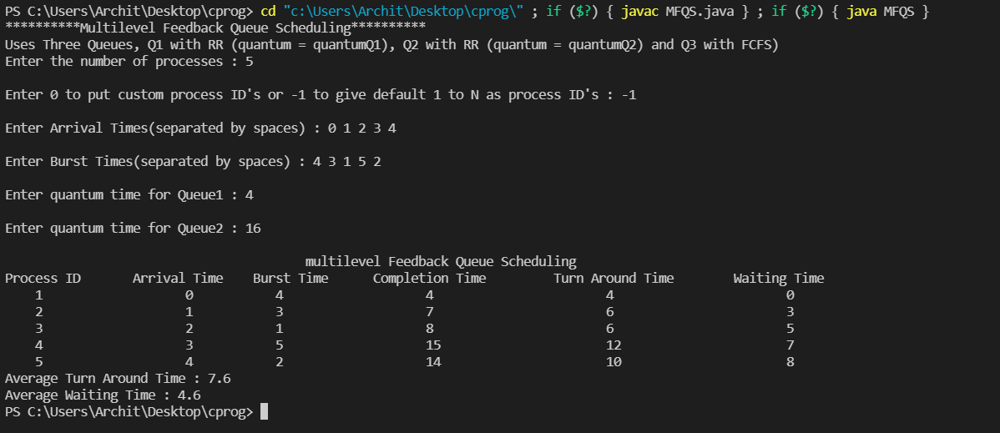 PS C:\Users\Archit\Desktop\cprog> cd "c:\Users\Archit\Desktop\cprog\" ; if ($?) { javac MFQS.java } ; if ($?) { java MFQS }
**********Multilevel Feedback Queue Scheduling**********
Uses Three Queues, Q1 with RR (quantum = quantumQ1), Q2 with RR (quantum = quantumQ2) and Q3 with FCFS)
Enter the number of processes : 5
Enter 0 to put custom process ID's or -1 to give default 1 to N as process ID's : -1
Enter Arrival Times(separated by spaces) : 0 1 2 3 4
Enter Burst Times(separated by spaces) : 4 3 1 5 2
Enter quantum time for Queue1 : 4
Enter quantum time for Queue2 : 16
multilevel Feedback Queue Scheduling
Process ID Arrival Time Burst Time Completion Time Turn Around Time Waiting Time
1 0 4 4 4 0
2 1 3 7 6 3
3 2 1 8 6 5
4 3 5 15 12 7
5 4 2 14 10 8
Average Turn Around Time : 7.6
Average Waiting Time : 4.6
PS C:\Users\Archit\Desktop\cprog>